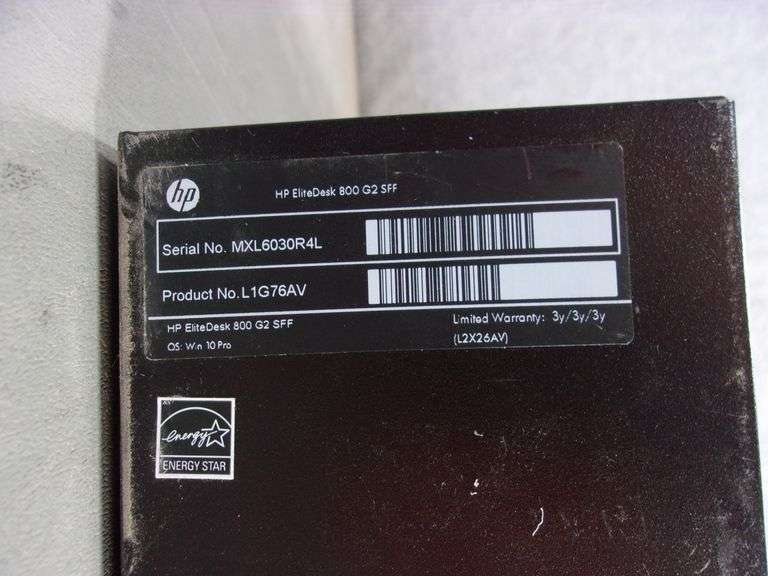 hp
HP EliteDesk 800 G2 SFF
Serial No. MXL6030R4L
Product No. L1G76AV
HP EliteDesk 800 G2 SFF
Limited Warranty: 3y/3y/3y
OS: Win 10 Pro
(L2X26AV)
energy
ENERGY STAR